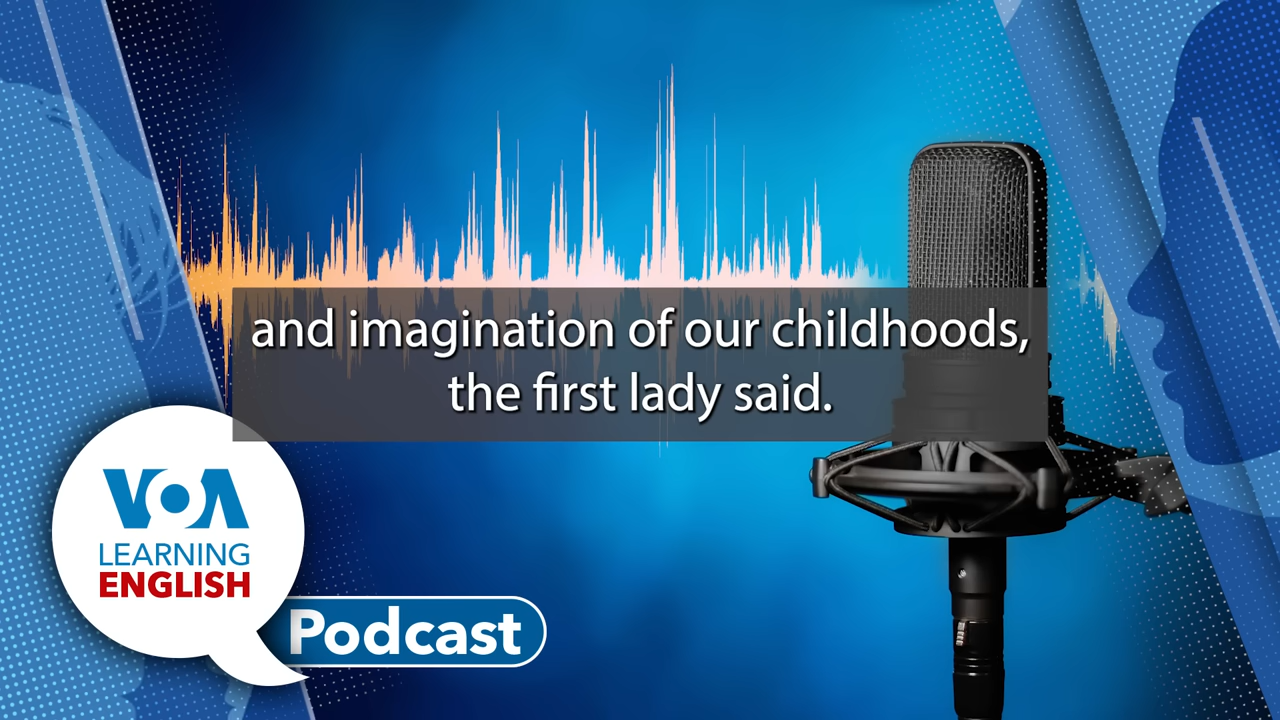 and imagination of our childhoods,
the first lady said.
VOA
LEARNING
ENGLISH
Podcast